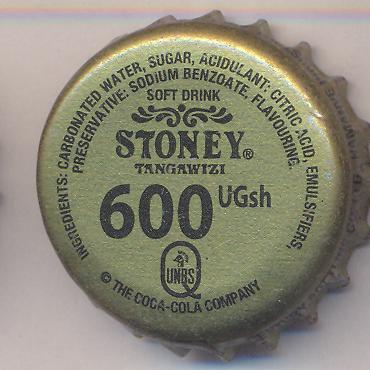 INGREDIENTS: CARBONATED WATER, SUGAR, ACIDULANT: CITRIC ACID, EMULSIFIERS,
PRESERVATIVE: SODIUM BENZOATE, FLAVOURING.
SOFT DRINK
STONEY®
TANGAWIZI
600 UGsh
UNBS
© THE COCA-COLA COMPANY